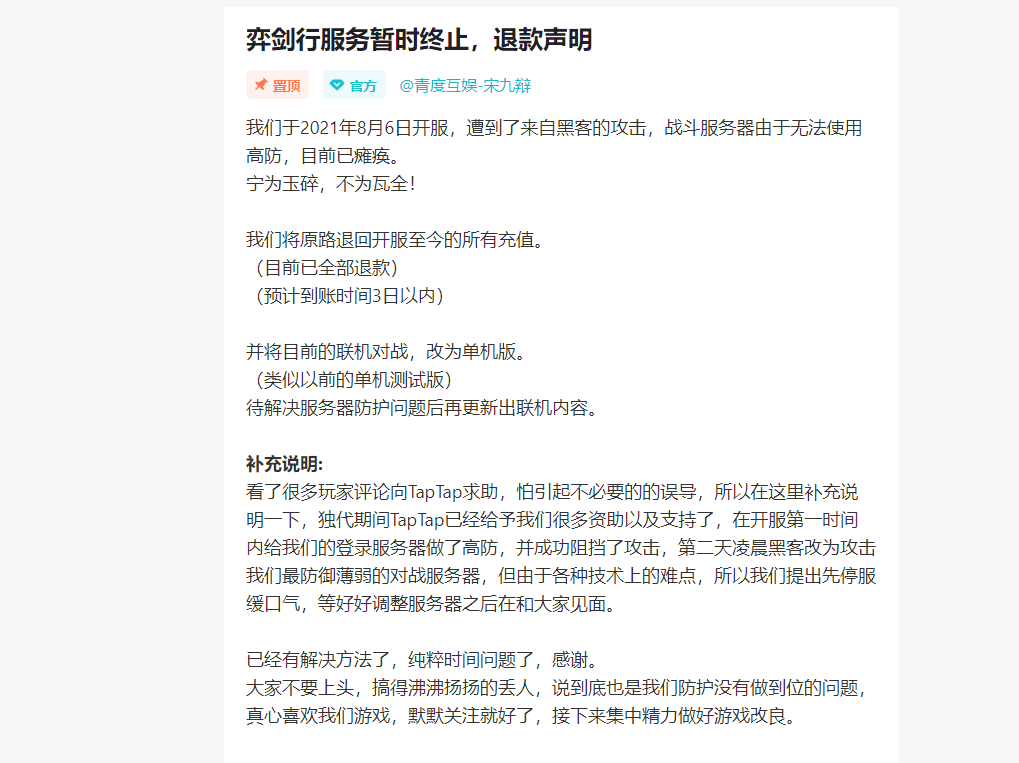 弈剑行服务暂时终止，退款声明
置顶 官方 @青度互娱-宋九辩
我们于2021年8月6日开服，遭到了来自黑客的攻击，战斗服务器由于无法使用
高防，目前已瘫痪。
宁为玉碎，不为瓦全！
我们将原路退回开服至今的所有充值。
（目前已全部退款）
（预计到账时间3日以内）
并将目前的联机对战，改为单机版。
（类似以前的单机测试版）
待解决服务器防护问题后再更新出联机内容。
补充说明:
看了很多玩家评论向TapTap求助，怕引起不必要的的误导，所以在这里补充说
明一下，独代期间TapTap已经给予我们很多资助以及支持了，在开服第一时间
内给我们的登录服务器做了高防，并成功阻挡了攻击，第二天凌晨黑客改为攻击
我们最防御薄弱的对战服务器，但由于各种技术上的难点，所以我们提出先停服
缓口气，等好好调整服务器之后在和大家见面。
已经有解决方法了，纯粹时间问题了，感谢。
大家不要上头，搞得沸沸扬扬的丢人，说到底也是我们防护没有做到位的问题，
真心喜欢我们游戏，默默关注就好了，接下来集中精力做好游戏改良。